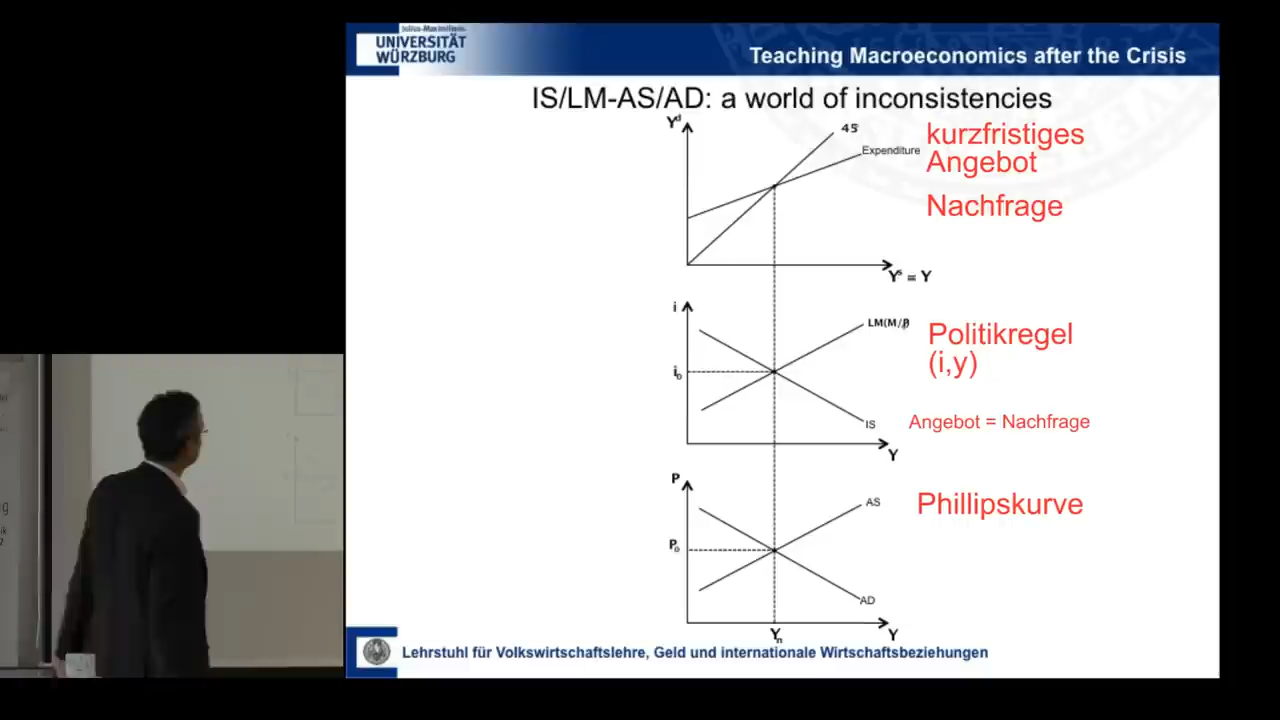 Julius-Maximilians-
UNIVERSITÄT
WÜRZBURG
Teaching Macroeconomics after the Crisis
IS/LM-AS/AD: a world of inconsistencies
Yd
45°
Expenditure
kurzfristiges
Angebot
Nachfrage
Ys = Y
i
LM(M/P)
Politikregel
(i,y)
i0
IS
Angebot = Nachfrage
Y
P
AS
Phillipskurve
P0
AD
Yn
Y
Lehrstuhl für Volkswirtschaftslehre, Geld und internationale Wirtschaftsbeziehungen